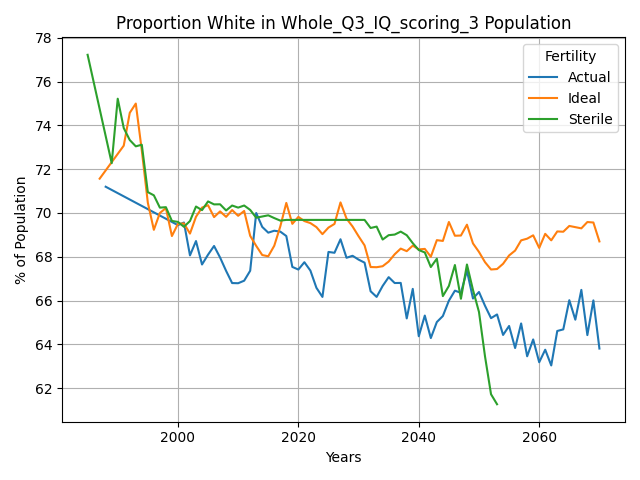 Proportion White in Whole_Q3_IQ_scoring_3 Population
% of Population
78
76
74
72
70
68
66
64
62
2000
2020
2040
2060
Years
Fertility
Actual
Ideal
Sterile